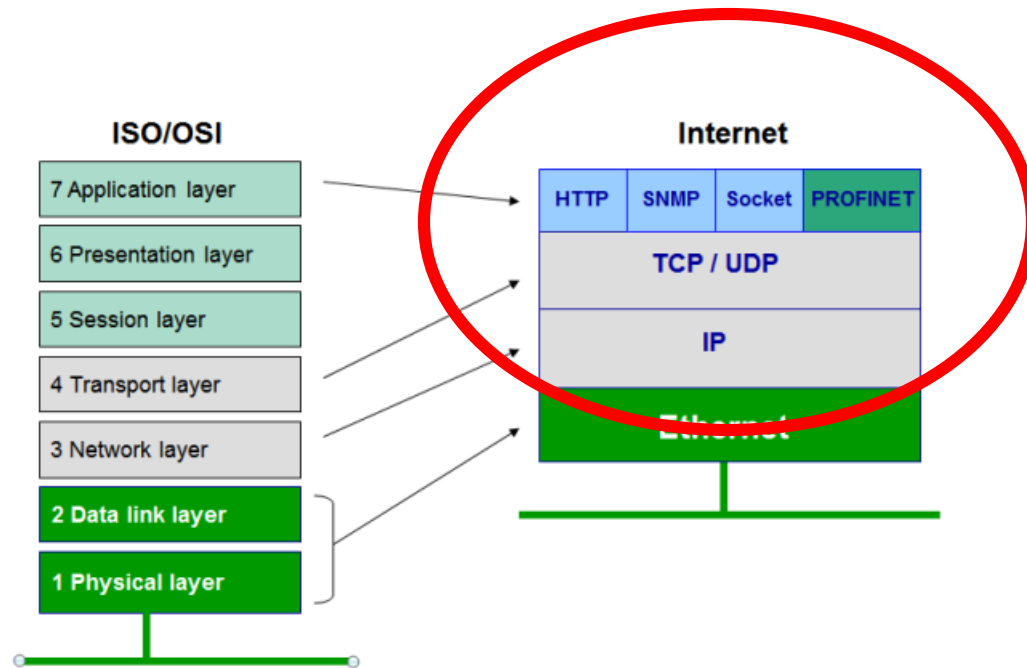 ISO/OSI
7 Application layer
6 Presentation layer
5 Session layer
4 Transport layer
3 Network layer
2 Data link layer
1 Physical layer
Internet
HTTP SNMP Socket PROFINET
TCP / UDP
IP
Ethernet